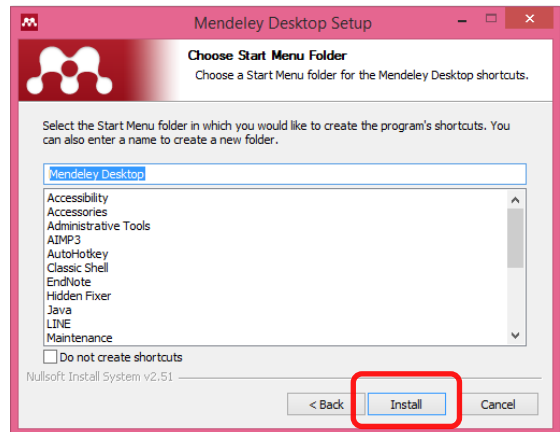 Mendeley Desktop Setup
Choose Start Menu Folder
Choose a Start Menu folder for the Mendeley Desktop shortcuts.
Select the Start Menu folder in which you would like to create the program's shortcuts. You
can also enter a name to create a new folder.
Mendeley Desktop
Accessibility
Accessories
Administrative Tools
AIMP3
AutoHotkey
Classic Shell
EndNote
Hidden Fixer
Java
LINE
Maintenance
Do not create shortcuts
Nullsoft Install System v2.51
< Back Install Cancel